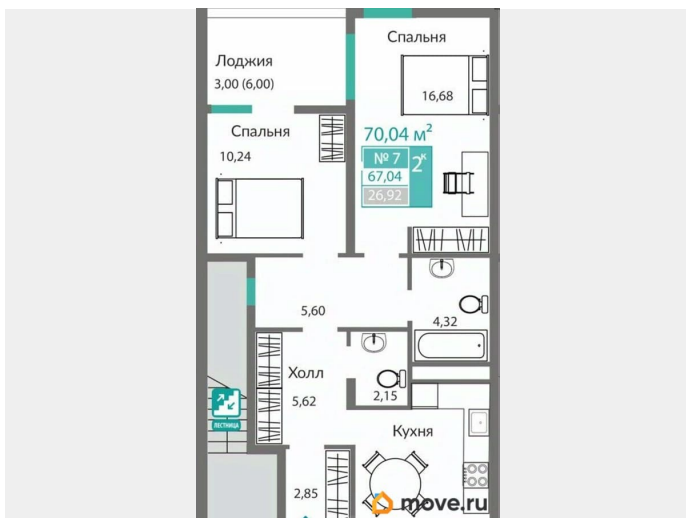 Лоджия
3,00 (6,00)
Спальня
16,68
Спальня
10,24
70,04 м²
№ 7
2к
67,04
26,92
5,60
4,32
Холл
5,62
2,15
ЛЕСТНИЦА
Кухня
2,85
move.ru